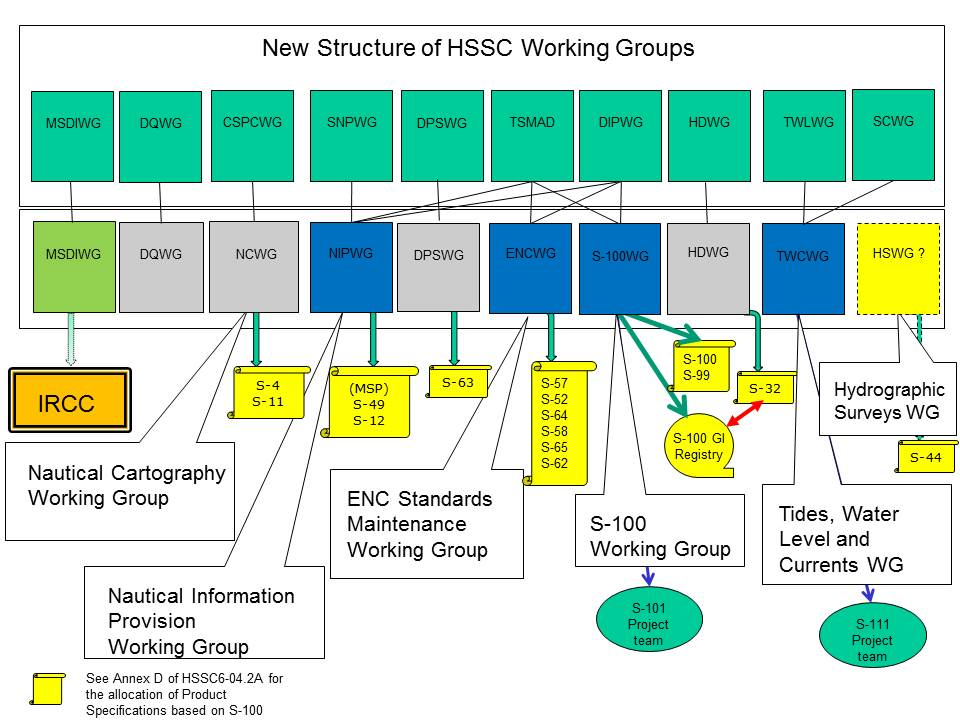 New Structure of HSSC Working Groups
MSDIWG
DQWG
CSPCWG
SNPWG
DPSWG
TSMAD
DIPWG
HDWG
TWLWG
SCWG
MSDIWG
DQWG
NCWG
NIPWG
DPSWG
ENCWG
S-100WG
HDWG
TWCWG
HSWG ?
IRCC
S-4
S-11
(MSP)
S-49
S-12
S-63
S-57
S-52
S-64
S-58
S-65
S-62
S-100
S-99
S-32
S-100 GI
Registry
Hydrographic
Surveys WG
S-44
Nautical Cartography
Working Group
ENC Standards
Maintenance
Working Group
S-100
Working Group
Tides, Water
Level and
Currents WG
Nautical Information
Provision
Working Group
S-101
Project
team
S-111
Project
team
See Annex D of HSSC6-04.2A for
the allocation of Product
Specifications based on S-100